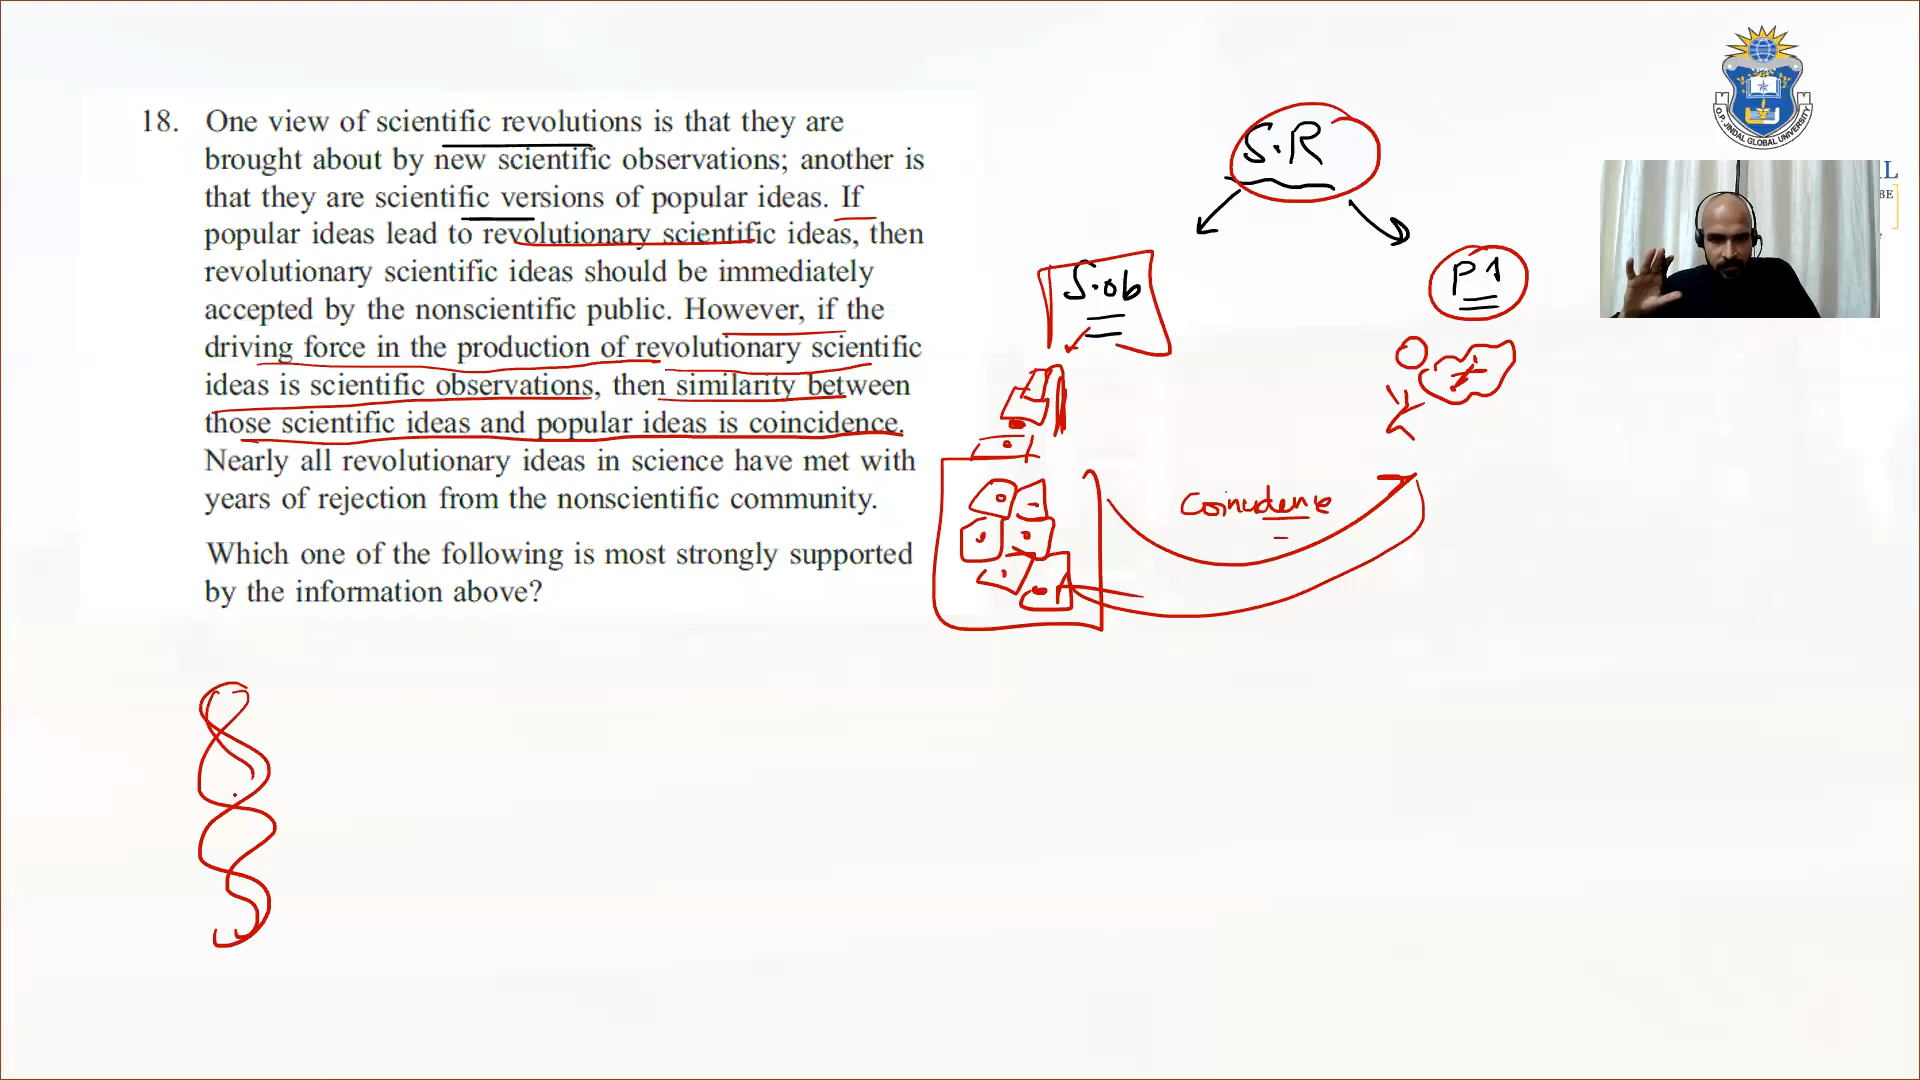 18. One view of scientific revolutions is that they are
brought about by new scientific observations; another is
that they are scientific versions of popular ideas. If
popular ideas lead to revolutionary scientific ideas, then
revolutionary scientific ideas should be immediately
accepted by the nonscientific public. However, if the
driving force in the production of revolutionary scientific
ideas is scientific observations, then similarity between
those scientific ideas and popular ideas is coincidence.
Nearly all revolutionary ideas in science have met with
years of rejection from the nonscientific community.
Which one of the following is most strongly supported
by the information above?
S.R
S.ob
P1
Coincidence
O.P. JINDAL GLOBAL UNIVERSITY
L
BE